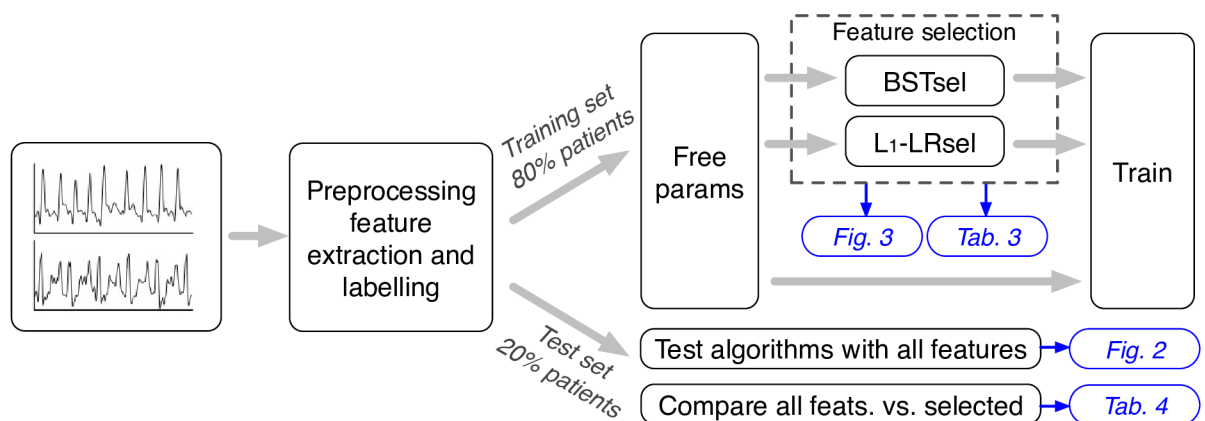 Preprocessing
feature
extraction and
labelling
Training set
80% patients
Test set
20% patients
Free
params
Feature selection
BSTsel
L1-LRsel
Fig. 3
Tab. 3
Train
Test algorithms with all features
Fig. 2
Compare all feats. vs. selected
Tab. 4